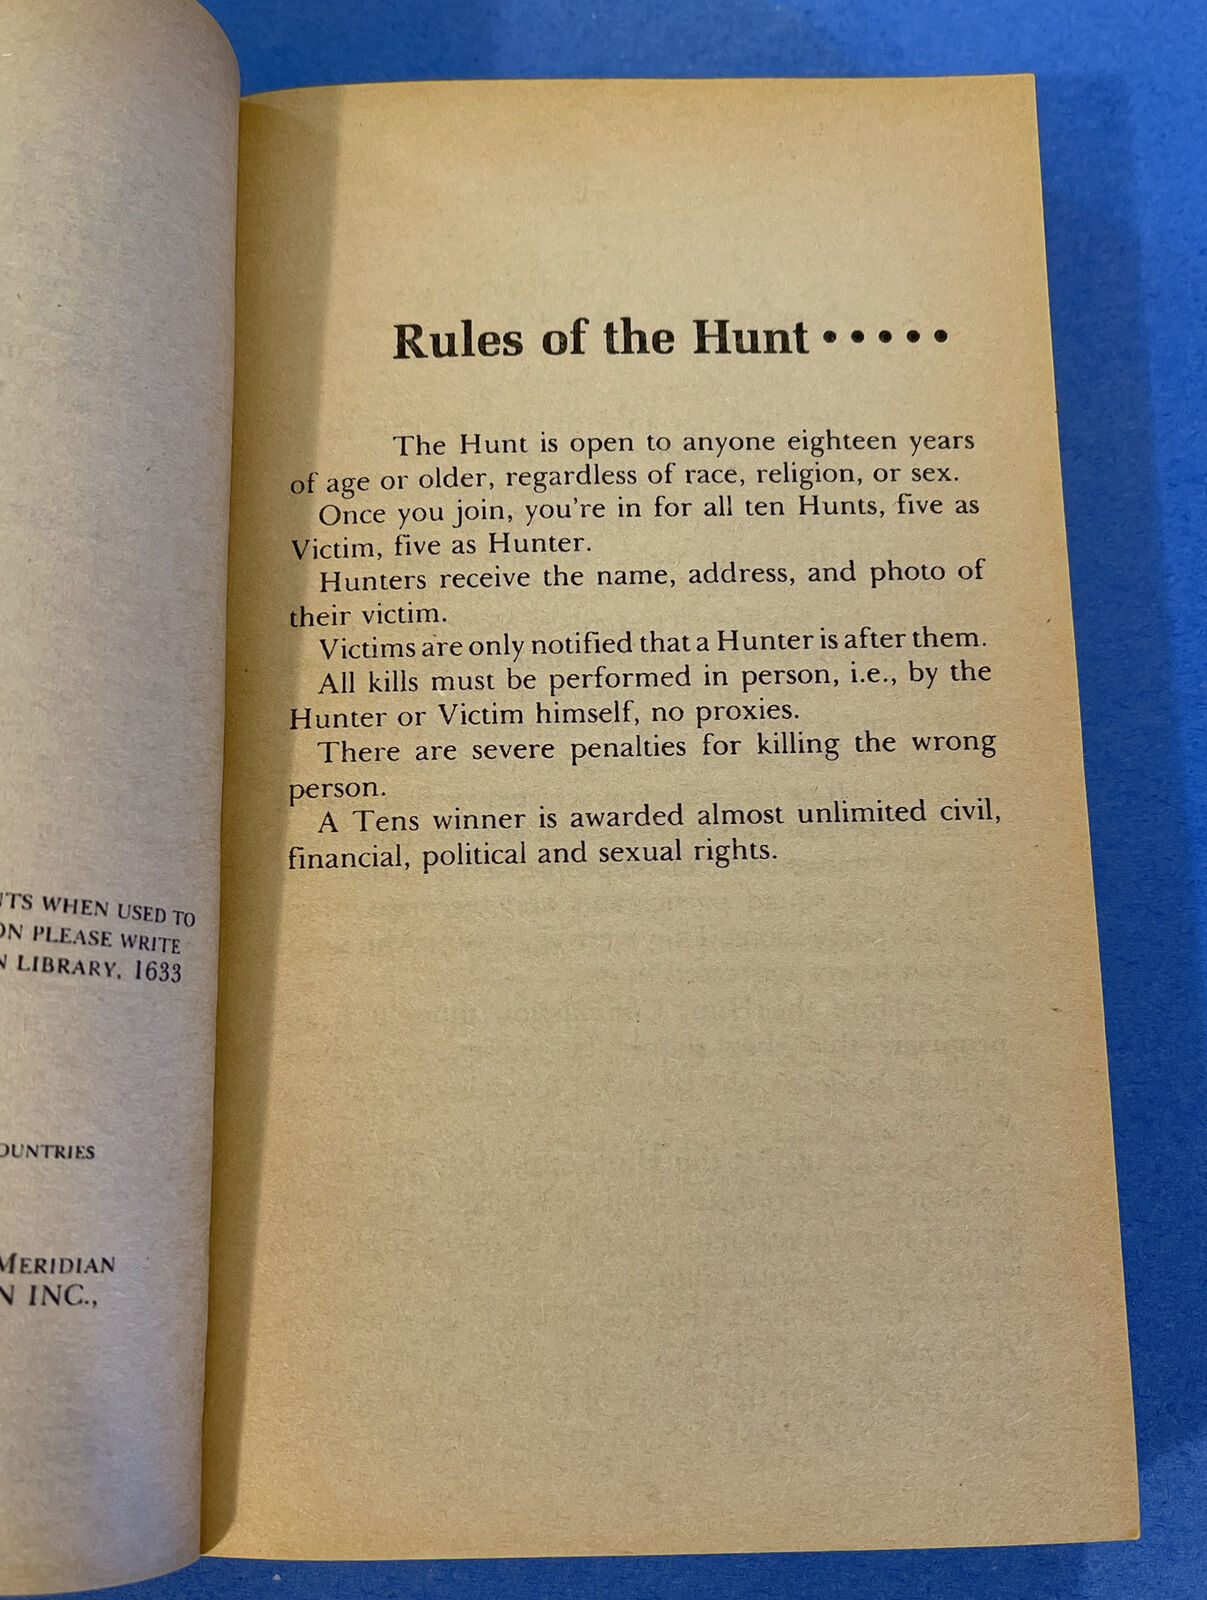 WHEN USED TO
PLEASE WRITE
LIBRARY, 1633
MERIDIAN
INC.,
Rules of the Hunt • • • • •
The Hunt is open to anyone eighteen years
of age or older, regardless of race, religion, or sex.
Once you join, you're in for all ten Hunts, five as
Victim, five as Hunter.
Hunters receive the name, address, and photo of
their victim.
Victims are only notified that a Hunter is after them.
All kills must be performed in person, i.e., by the
Hunter or Victim himself, no proxies.
There are severe penalties for killing the wrong
person.
A Tens winner is awarded almost unlimited civil,
financial, political and sexual rights.